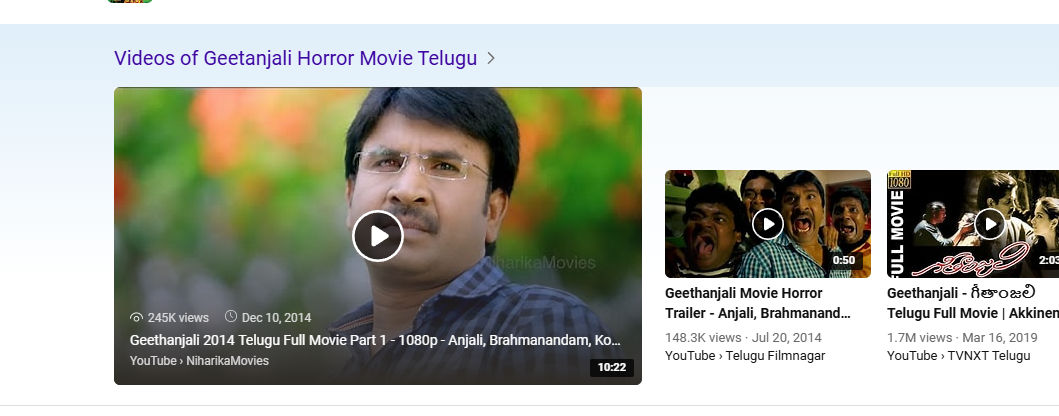 Videos of Geetanjali Horror Movie Telugu
NiharikaMovies
245K views Dec 10, 2014
Geethanjali 2014 Telugu Full Movie Part 1 - 1080p - Anjali, Brahmanandam, Ko...
YouTube › NiharikaMovies
10:22
0:50
Geethanjali Movie Horror
Trailer - Anjali, Brahmanand...
148.3K views · Jul 20, 2014
YouTube › Telugu Filmnagar
Full HD
1080
FULL MOVIE
గీతాంజలి
2:03
Geethanjali - గీతాంజలి
Telugu Full Movie | Akkinen
1.7M views · Mar 16, 2019
YouTube › TVNXT Telugu